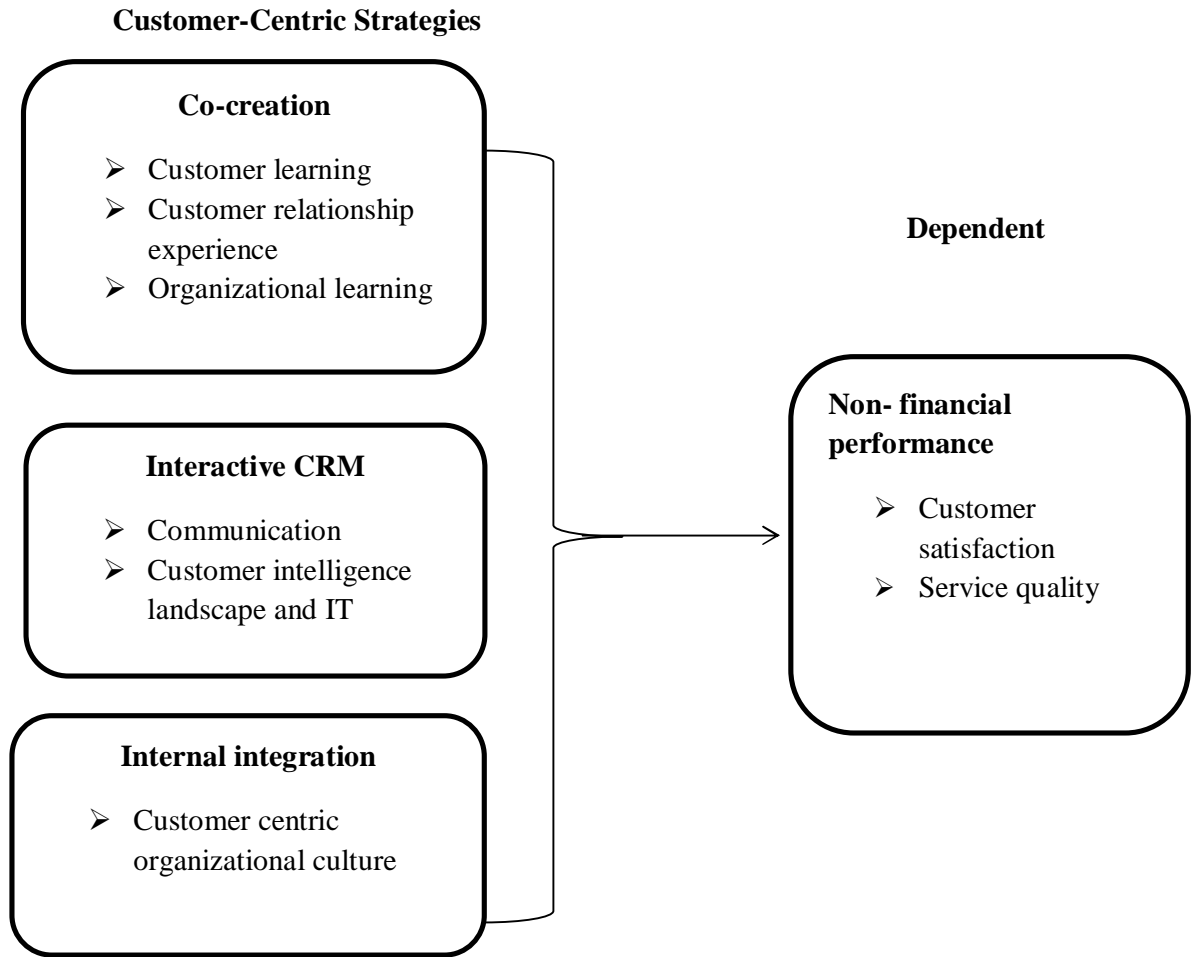 Customer-Centric Strategies
Co-creation
➢ Customer learning
➢ Customer relationship
experience
➢ Organizational learning
Interactive CRM
➢ Communication
➢ Customer intelligence
landscape and IT
Internal integration
➢ Customer centric
organizational culture
Dependent
Non- financial
performance
➢ Customer
satisfaction
➢ Service quality